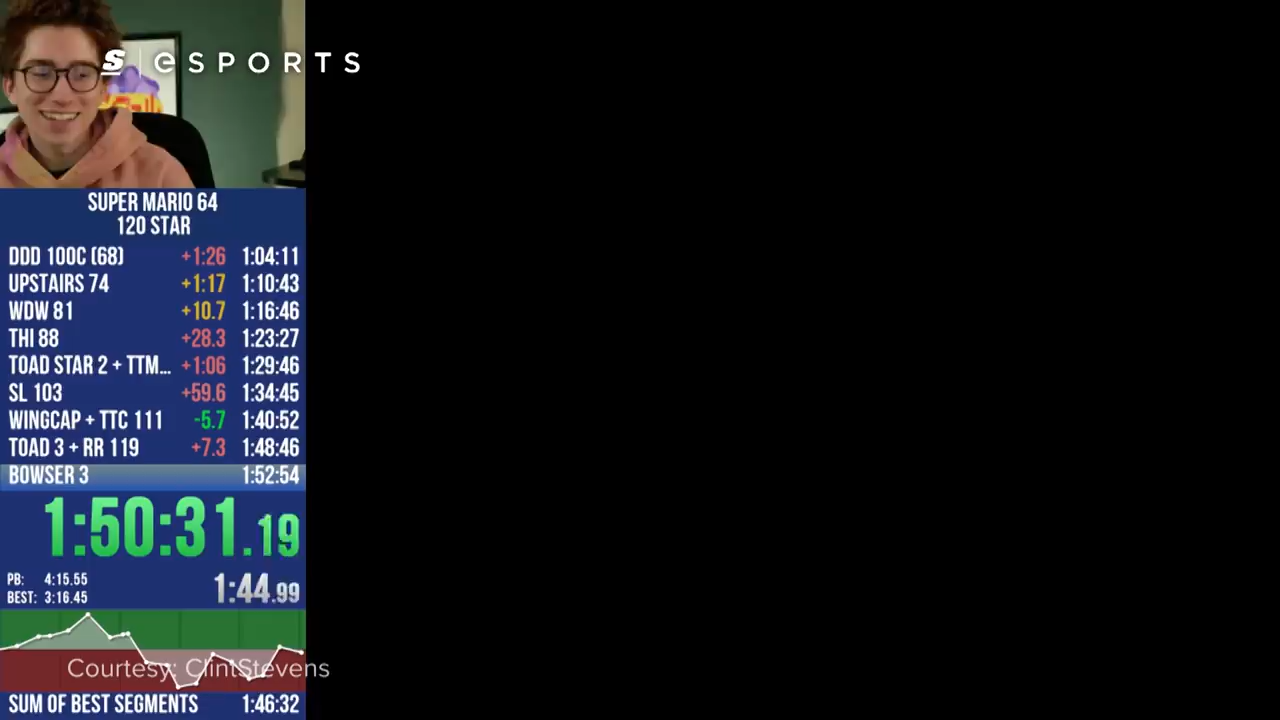 S | eSPORTS
SUPER MARIO 64
120 STAR
DDD 100C (68) +1:26 1:04:11
UPSTAIRS 74 +1:17 1:10:43
WDW 81 +10.7 1:16:46
THI 88 +28.3 1:23:27
TOAD STAR 2 + TTM... +1:06 1:29:46
SL 103 +59.6 1:34:45
WINGCAP + TTC 111 -5.7 1:40:52
TOAD 3 + RR 119 +7.3 1:48:46
BOWSER 3 1:52:54
1:50:31.19
PB: 4:15.55
1:44.99
BEST: 3:16.45
Courtesy: ClintStevens
SUM OF BEST SEGMENTS 1:46:32